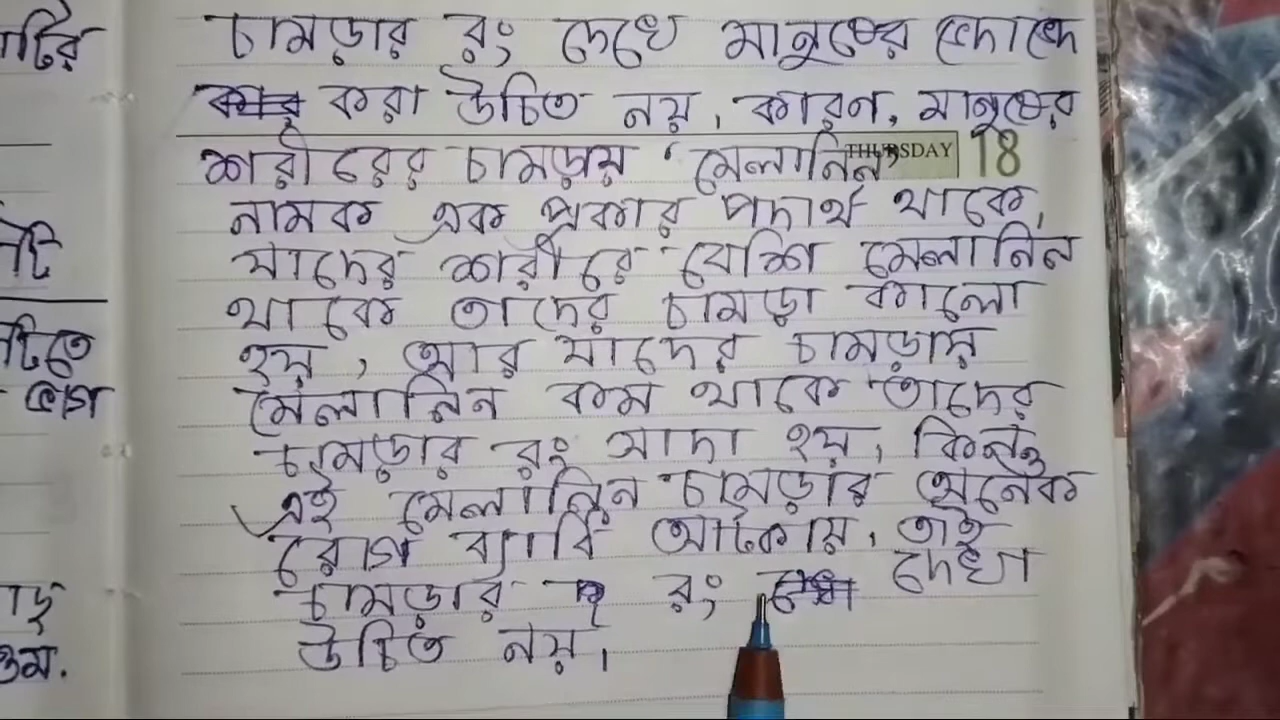 চামড়ার রং দেখে মানুষের ভেদাভেদ
করা উচিত নয়, কারণ, মানুষের
THURSDAY 18
শরীরের চামড়ায় 'মেলানিন'
নামক এক প্রকার পদার্থ থাকে,
যাদের শরীরে বেশি মেলানিন
থাকে তাদের চামড়া কালো
হয়, আর যাদের চামড়ায়
মেলানিন কম থাকে তাদের
চামড়ার রং সাদা হয়, কিন্তু
এই মেলানিন চামড়ার অনেক
রোগ ব্যাধি আটকায়, তাই
চামড়ার রং দেখা
উচিত নয়।